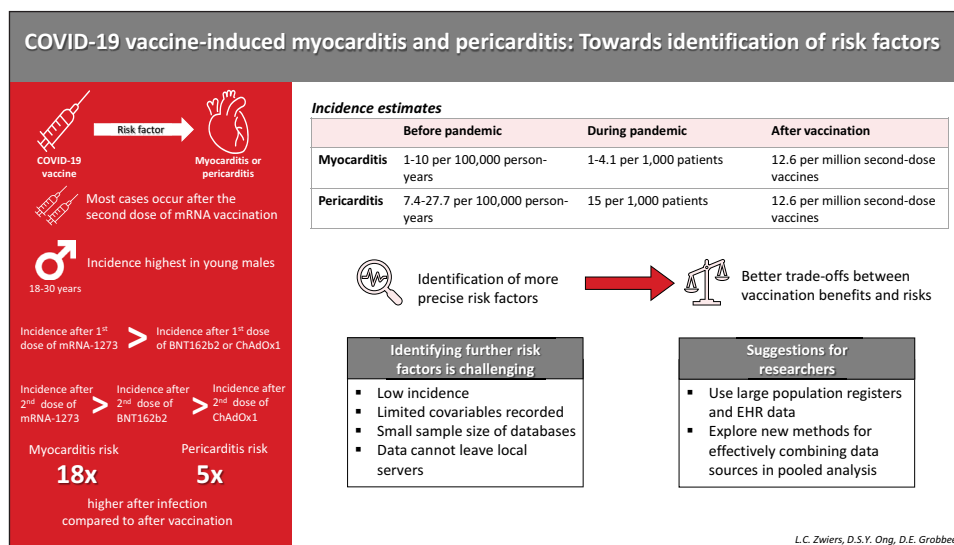 COVID-19 vaccine-induced myocarditis and pericarditis: Towards identification of risk factors
Risk factor
COVID-19
vaccine
Myocarditis or
pericarditis
Most cases occur after the
second dose of mRNA vaccination
Incidence highest in young males
18-30 years
Incidence after 1st
dose of mRNA-1273
>
Incidence after 1st dose
of BNT162b2 or ChAdOx1
Incidence after
2nd dose of
mRNA-1273
>
Incidence after
2nd dose of
BNT162b2
>
Incidence after
2nd dose of
ChAdOx1
Myocarditis risk
18x
Pericarditis risk
5x
higher after infection
compared to after vaccination
Incidence estimates
Before pandemic During pandemic After vaccination
Myocarditis 1-10 per 100,000 person- 1-4.1 per 1,000 patients 12.6 per million second-dose
years vaccines
Pericarditis 7.4-27.7 per 100,000 person- 15 per 1,000 patients 12.6 per million second-dose
years vaccines
Identification of more
precise risk factors
Better trade-offs between
vaccination benefits and risks
Identifying further risk
factors is challenging
▪ Low incidence
▪ Limited covariables recorded
▪ Small sample size of databases
▪ Data cannot leave local
servers
Suggestions for
researchers
▪ Use large population registers
and EHR data
▪ Explore new methods for
effectively combining data
sources in pooled analysis
L.C. Zwiers, D.S.Y. Ong, D.E. Grobbee